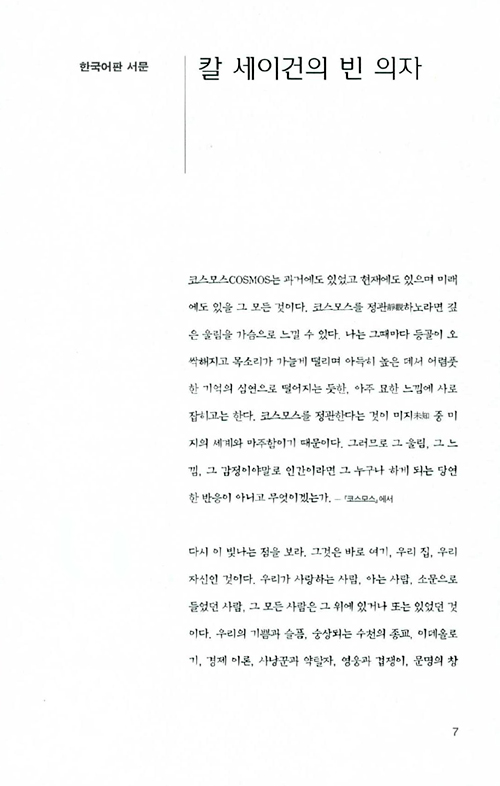 한국어판 서문
칼 세이건의 빈 의자
코스모스COSMOS는 과거에도 있었고 현재에도 있으며 미래
에도 있을 그 모든 것이다. 코스모스를 정관靜觀하노라면 깊
은 울림을 가슴으로 느낄 수 있다. 나는 그때마다 등골이 오
싹해지고 목소리가 가늘게 떨리며 아득히 높은 데서 어렴풋
한 기억의 심연으로 떨어지는 듯한, 아주 묘한 느낌에 사로
잡히고는 한다. 코스모스를 정관한다는 것이 미지未知 중 미
지의 세계와 마주함이기 때문이다. 그러므로 그 울림, 그 느
낌, 그 감정이야말로 인간이라면 그 누구나 하게 되는 당연
한 반응이 아니고 무엇이겠는가. ―『코스모스』에서
다시 이 빛나는 점을 보라. 그것은 바로 여기, 우리 집, 우리
자신인 것이다. 우리가 사랑하는 사람, 아는 사람, 소문으로
들었던 사람, 그 모든 사람은 그 위에 있거나 또는 있었던 것
이다. 우리의 기쁨과 슬픔, 숭상되는 수천의 종교, 이데올로
기, 경제 이론, 사냥꾼과 약탈자, 영웅과 겁쟁이, 문명의 창
7